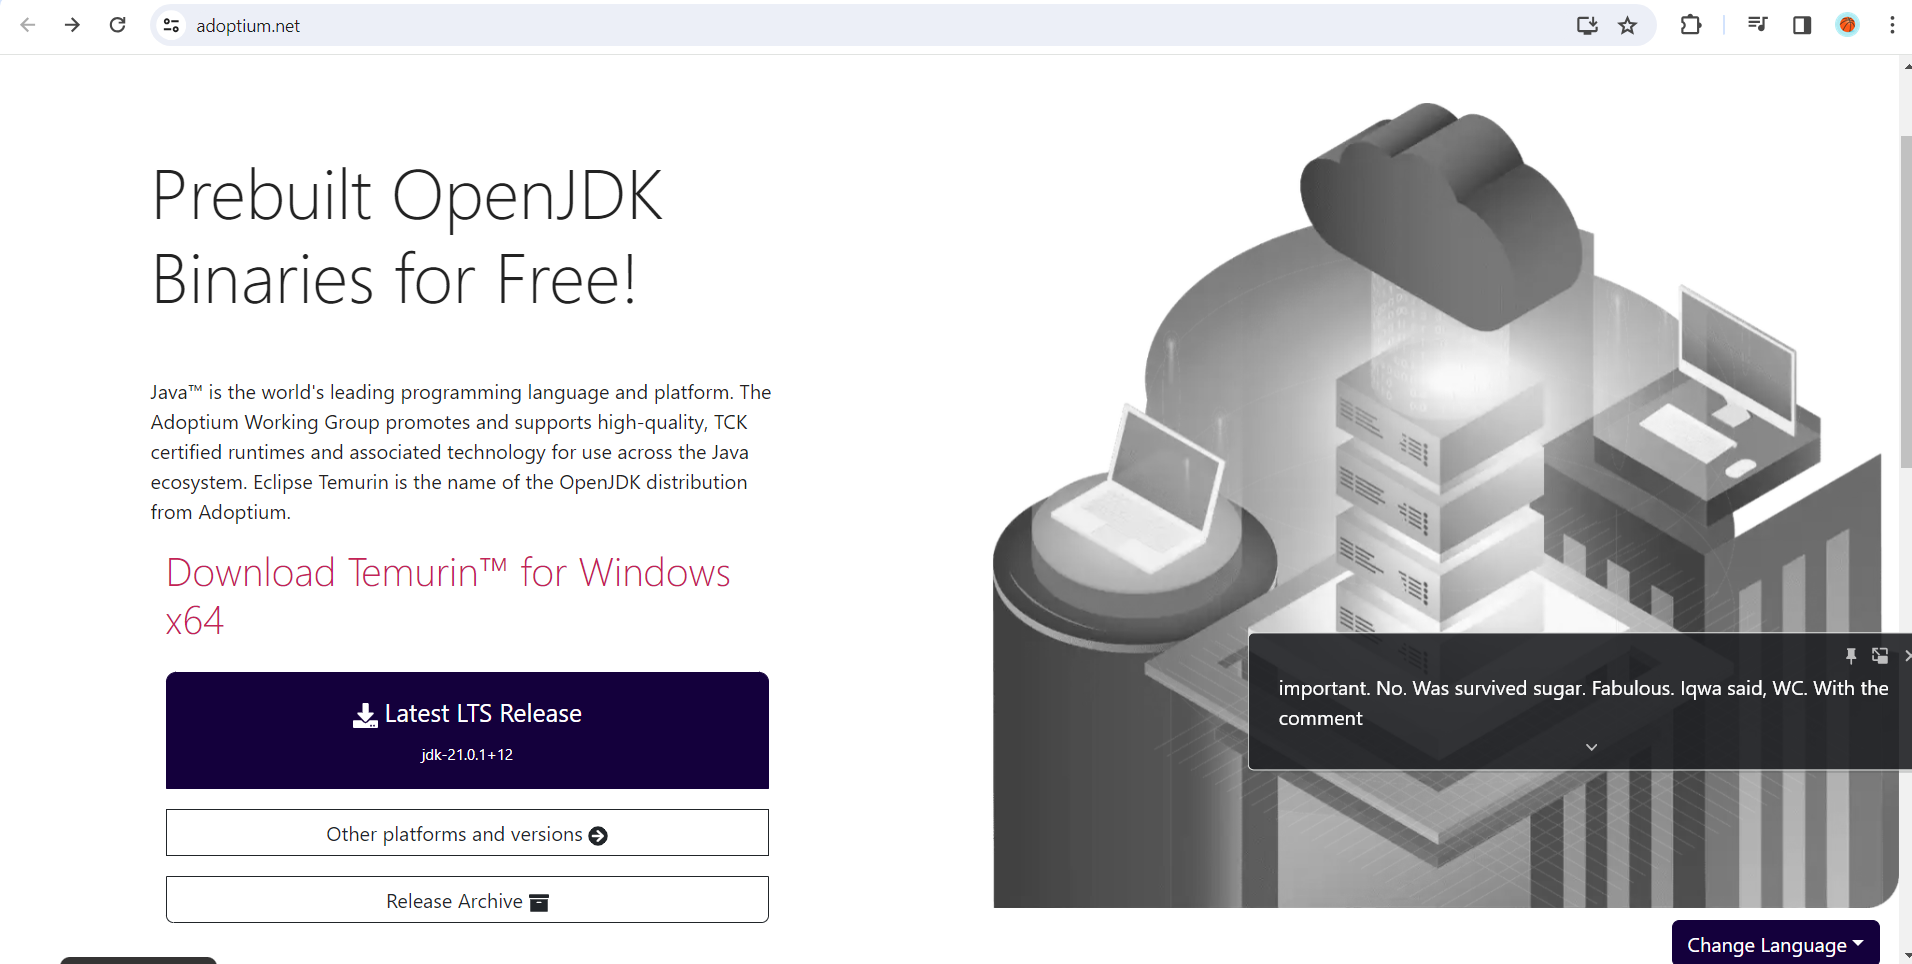 adoptium.net
Prebuilt OpenJDK
Binaries for Free!
Java™ is the world's leading programming language and platform. The
Adoptium Working Group promotes and supports high-quality, TCK
certified runtimes and associated technology for use across the Java
ecosystem. Eclipse Temurin is the name of the OpenJDK distribution
from Adoptium.
Download Temurin™ for Windows
x64
Latest LTS Release
jdk-21.0.1+12
Other platforms and versions
Release Archive
important. No. Was survived sugar. Fabulous. Iqwa said, WC. With the
comment
Change Language